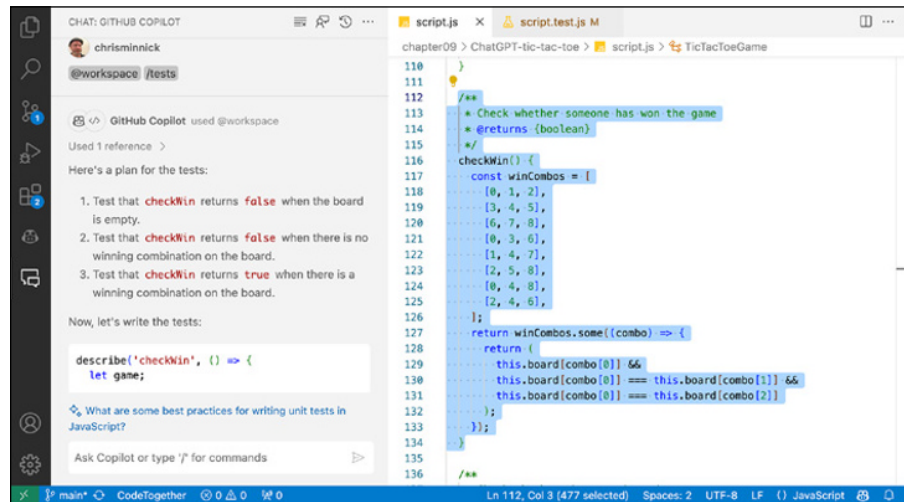 CHAT: GITHUB COPILOT
chrisminnick
@workspace /tests
GitHub Copilot used @workspace
Used 1 reference >
Here's a plan for the tests:
1. Test that checkWin returns false when the board
is empty.
2. Test that checkWin returns false when there is no
winning combination on the board.
3. Test that checkWin returns true when there is a
winning combination on the board.
Now, let's write the tests:
describe('checkWin', () => {
let game;
What are some best practices for writing unit tests in
JavaScript?
Ask Copilot or type '/' for commands
script.js
script.test.js M
chapter09 > ChatGPT-tic-tac-toe > script.js > TicTacToeGame
110 }
111
112 /**
113 * Check whether someone has won the game
114 * @returns {boolean}
115 */
116 checkWin() {
117 const winCombos = [
118 [0, 1, 2],
119 [3, 4, 5],
120 [6, 7, 8],
121 [0, 3, 6],
122 [1, 4, 7],
123 [2, 5, 8],
124 [0, 4, 8],
125 [2, 4, 6],
126 ];
127 return winCombos.some((combo) => {
128 return (
129 this.board[combo[0]] &&
130 this.board[combo[0]] === this.board[combo[1]] &&
131 this.board[combo[0]] === this.board[combo[2]]
132 );
133 });
134 }
135
136 /**
1
2
main* CodeTogether 0 0 0 Ln 112, Col 3 (477 selected) Spaces: 2 UTF-8 LF {} JavaScript